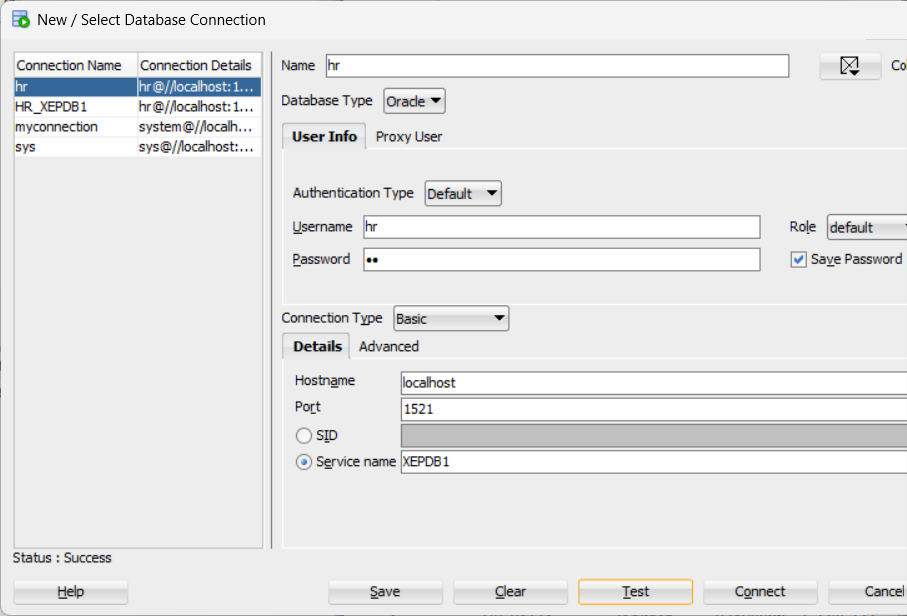 New / Select Database Connection
Connection Name Connection Details
hr hr@//localhost:1...
HR_XEPDB1 hr@//localhost:1...
myconnection system@//localh...
sys sys@//localhost:...
Name hr Co
Database Type Oracle
User Info Proxy User
Authentication Type Default
Username hr Role default
Password •• Save Password
Connection Type Basic
Details Advanced
Hostname localhost
Port 1521
SID
Service name XEPDB1
Status : Success
Help Save Clear Test Connect Cancel